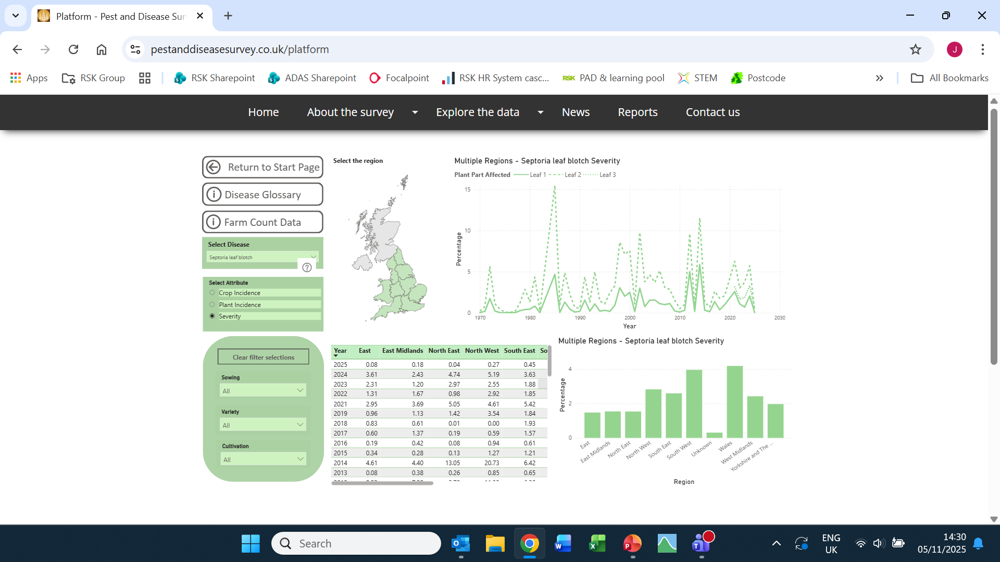 Platform - Pest and Disease Sur
pestanddiseasesurvey.co.uk/platform
J
Apps
RSK Group
RSK Sharepoint
ADAS Sharepoint
Focalpoint
RSK HR System casc...
RSK PAD & learning pool
STEM
Postcode
All Bookmarks
Home
About the survey
Explore the data
News
Reports
Contact us
Return to Start Page
Disease Glossary
Farm Count Data
Select Disease
Septoria leaf blotch
?
Select Attribute
Crop Incidence
Plant Incidence
Severity
Clear filter selections
Sowing
All
Variety
All
Cultivation
All
Select the region
Multiple Regions - Septoria leaf blotch Severity
Plant Part Affected Leaf 1 Leaf 2 Leaf 3
15
10
5
0
Percentage
1970 1980 1990 2000 2010 2020 2030
Year
Year East East Midlands North East North West South East So
2025 0.08 0.18 0.04 0.27 0.45
2024 3.61 2.43 4.74 5.19 3.63
2023 2.31 1.20 2.97 2.55 1.88
2022 1.31 1.67 0.98 2.92 1.85
2021 2.95 3.69 5.05 4.61 5.42
2019 0.96 1.13 1.42 3.54 1.84
2018 0.83 0.61 0.01 0.00 1.93
2017 0.60 1.37 0.19 0.59 1.57
2016 0.19 0.42 0.08 0.94 0.61
2015 0.34 0.28 0.13 1.27 1.21
2014 4.61 4.40 13.05 20.73 6.42
2013 0.08 0.38 0.26 0.85 0.65
Multiple Regions - Septoria leaf blotch Severity
4
2
0
Percentage
East
East Midlands
North East
North West
South East
South West
Unknown
Wales
West Midlands
Yorkshire and The ...
Region
Search
ENG
UK
14:30
05/11/2025